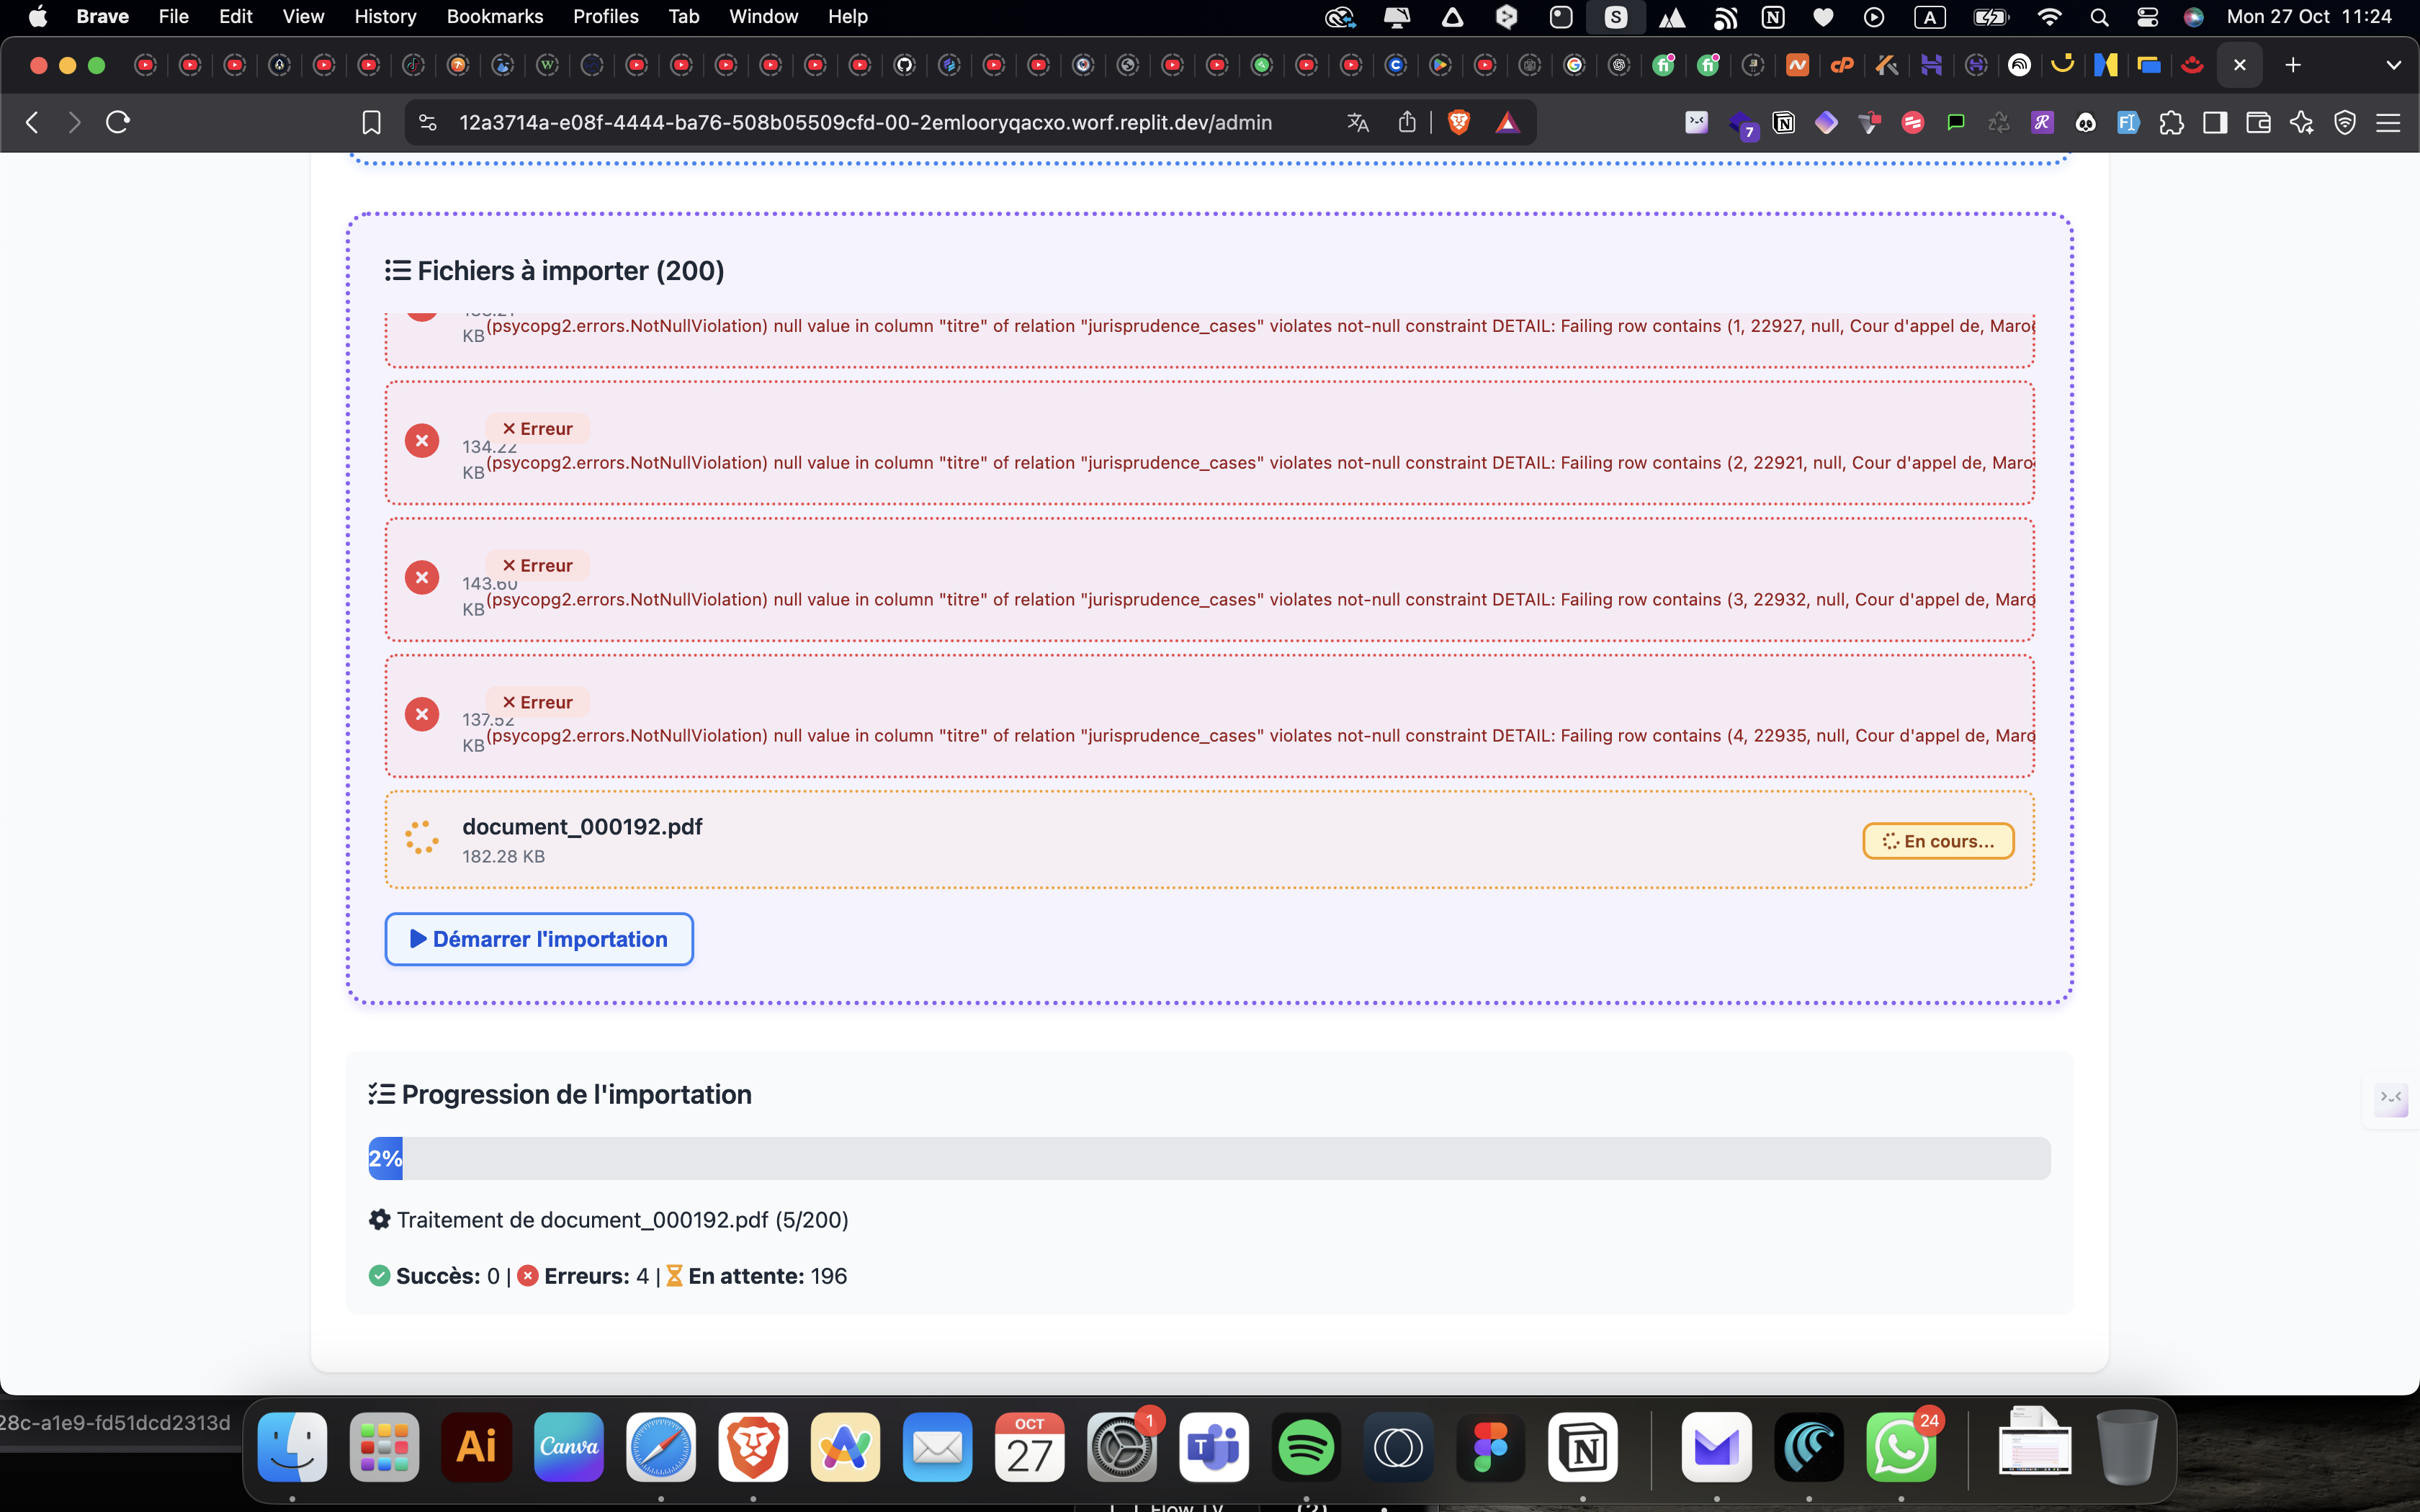 Brave File Edit View History Bookmarks Profiles Tab Window Help
S
N
A
Mon 27 Oct 11:24
12a3714a-e08f-4444-ba76-508b05509cfd-00-2emlooryqacxo.worf.replit.dev/admin
7
Fichiers à importer (200)
KB
(psycopg2.errors.NotNullViolation) null value in column "titre" of relation "jurisprudence_cases" violates not-null constraint DETAIL: Failing row contains (1, 22927, null, Cour d'appel de, Maroc
Erreur
134.22
KB
(psycopg2.errors.NotNullViolation) null value in column "titre" of relation "jurisprudence_cases" violates not-null constraint DETAIL: Failing row contains (2, 22921, null, Cour d'appel de, Maro
Erreur
143.60
KB
(psycopg2.errors.NotNullViolation) null value in column "titre" of relation "jurisprudence_cases" violates not-null constraint DETAIL: Failing row contains (3, 22932, null, Cour d'appel de, Maro
Erreur
137.52
KB
(psycopg2.errors.NotNullViolation) null value in column "titre" of relation "jurisprudence_cases" violates not-null constraint DETAIL: Failing row contains (4, 22935, null, Cour d'appel de, Maro
document_000192.pdf
182.28 KB
En cours...
Démarrer l'importation
Progression de l'importation
2%
Traitement de document_000192.pdf (5/200)
Succès: 0 | Erreurs: 4 | En attente: 196
28c-a1e9-fd51dcd2313d
Ai
Canva
OCT
27
1
T
N
24